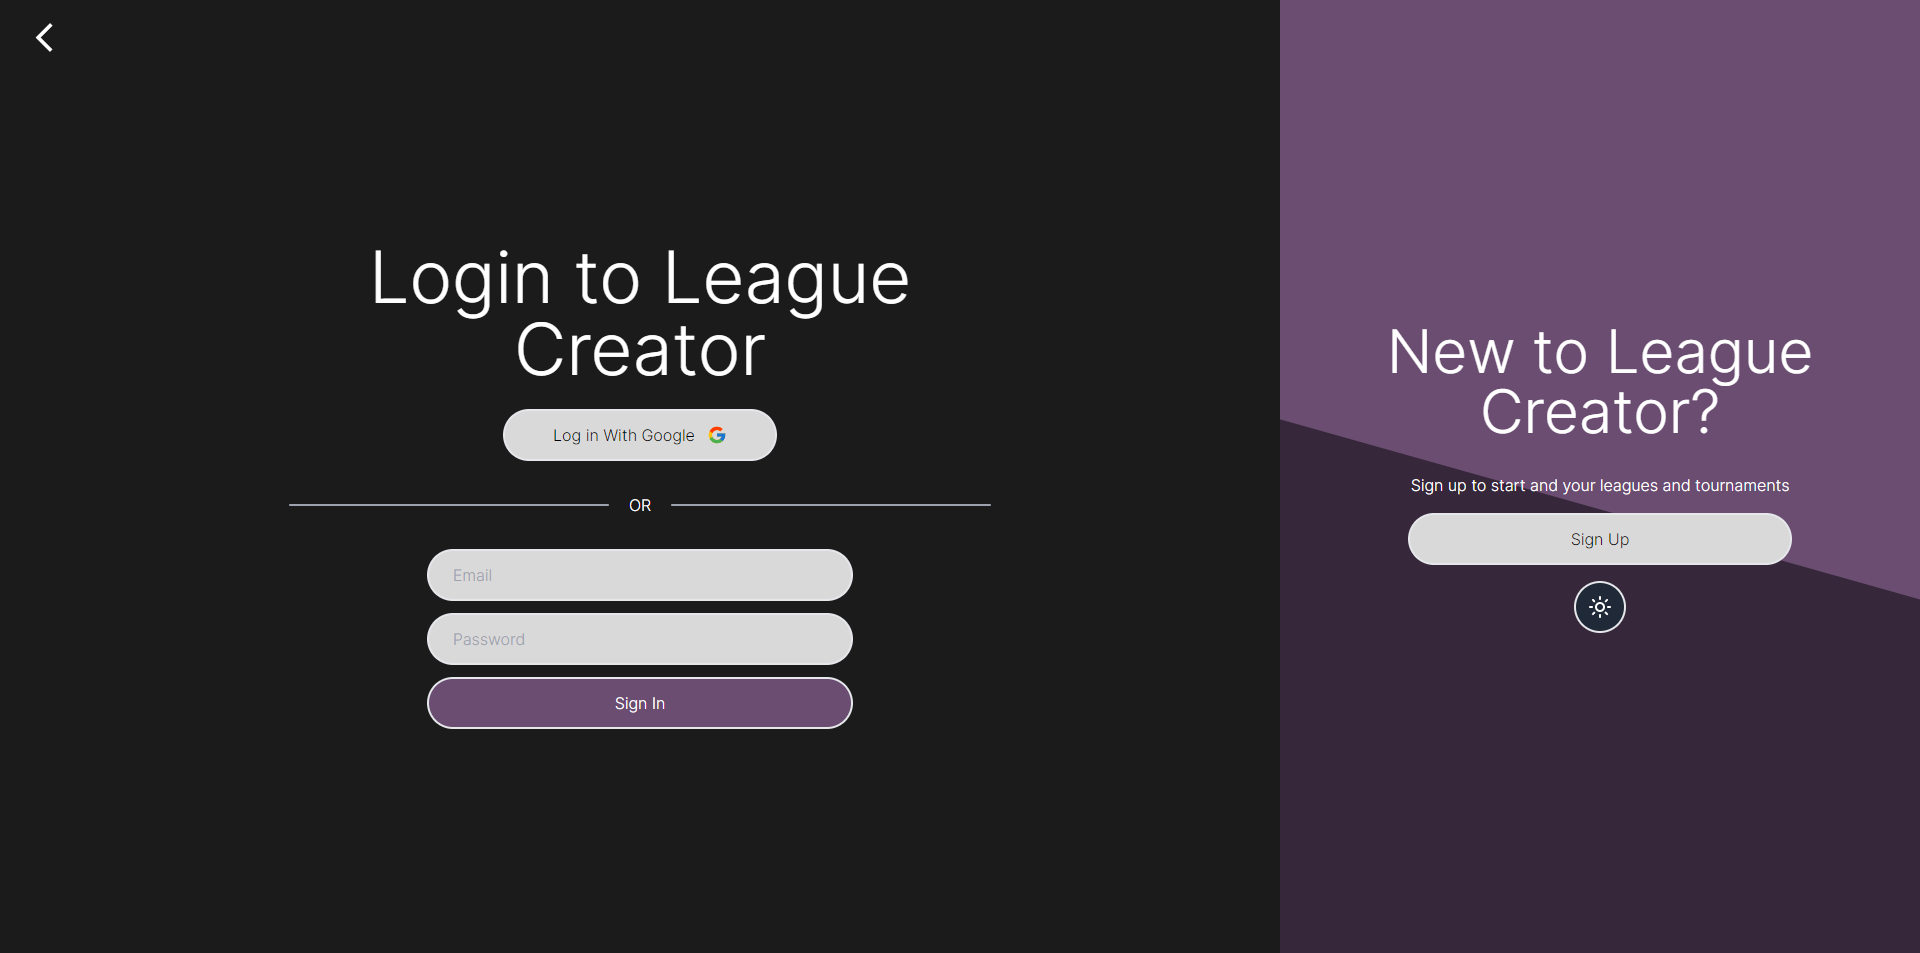 Login to League
Creator
Log in With Google
OR
Email
Password
Sign In
New to League
Creator?
Sign up to start and your leagues and tournaments
Sign Up